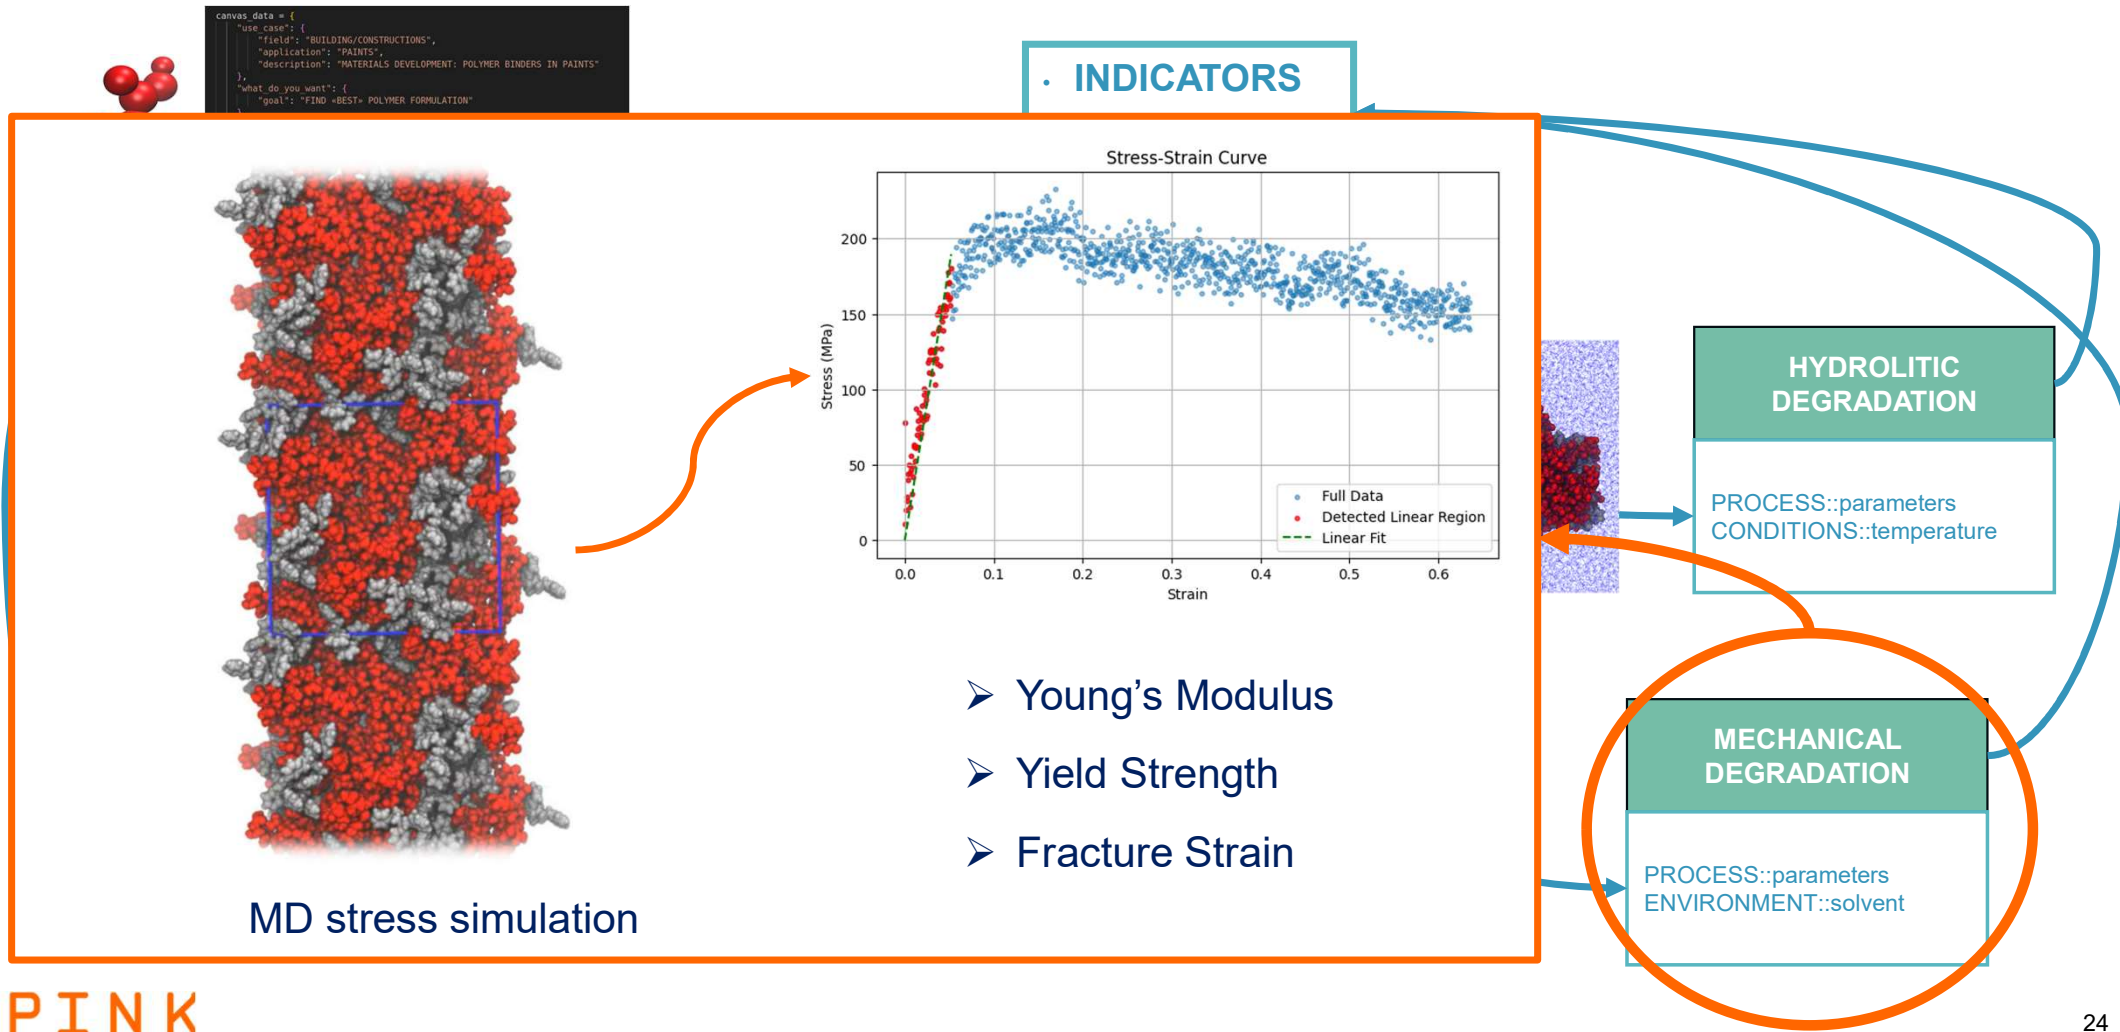 canvas_data = {
"use_case": {
"field": "BUILDING/CONSTRUCTIONS",
"application": "PAINTS",
"description": "MATERIALS DEVELOPMENT: POLYMER BINDERS IN PAINTS"
},
"what_do_you_want": {
"goal": "FIND «BEST» POLYMER FORMULATION"
• INDICATORS
Stress-Strain Curve
Stress (MPa)
200
150
100
50
0
0.0 0.1 0.2 0.3 0.4 0.5 0.6
Strain
Full Data
Detected Linear Region
Linear Fit
➢ Young’s Modulus
➢ Yield Strength
➢ Fracture Strain
MD stress simulation
HYDROLITIC
DEGRADATION
PROCESS::parameters
CONDITIONS::temperature
MECHANICAL
DEGRADATION
PROCESS::parameters
ENVIRONMENT::solvent
PINK
24